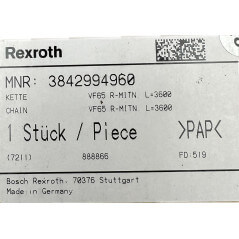 Rexroth
MNR: 3842994960
KETTE VF65 R-MITN L=3600
CHAIN VF65 R-MITN L=3600
1 Stück / Piece >PAP<
(7211) 888866 FD:519
Bosch Rexroth, 70376 Stuttgart
Made in Germany